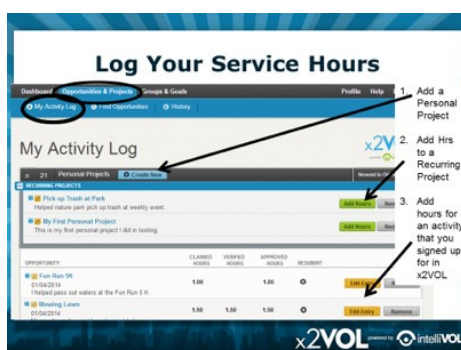 Log Your Service Hours
Dashboard Opportunities & Projects Groups & Goals Profile Help
My Activity Log Find Opportunities History
My Activity Log
x2V
21 Personal Projects Create New
RECURRING PROJECTS
Pick up Trash at Park
Helped nature park pick up trash at weekly event.
Add Hours
My First Personal Project
This is my first personal project I did in testing.
Add Hours
OPPORTUNITY CLAIMED HOURS VERIFIED HOURS APPROVED HOURS RESUBMIT
Fun Run 5K
01/04/2014 1.00 1.00 Edit Entry
I helped pass out waters at the Fun Run 5 K
Mowing Lawn
01/04/2014 1.50 1.50 1.50 Edit Entry Remove
1. Add a
Personal
Project
2. Add Hrs
to a
Recurring
Project
3. Add
hours for
an activity
that you
signed up
for in
x2VOL
x2VOL POWERED BY intelliVOL